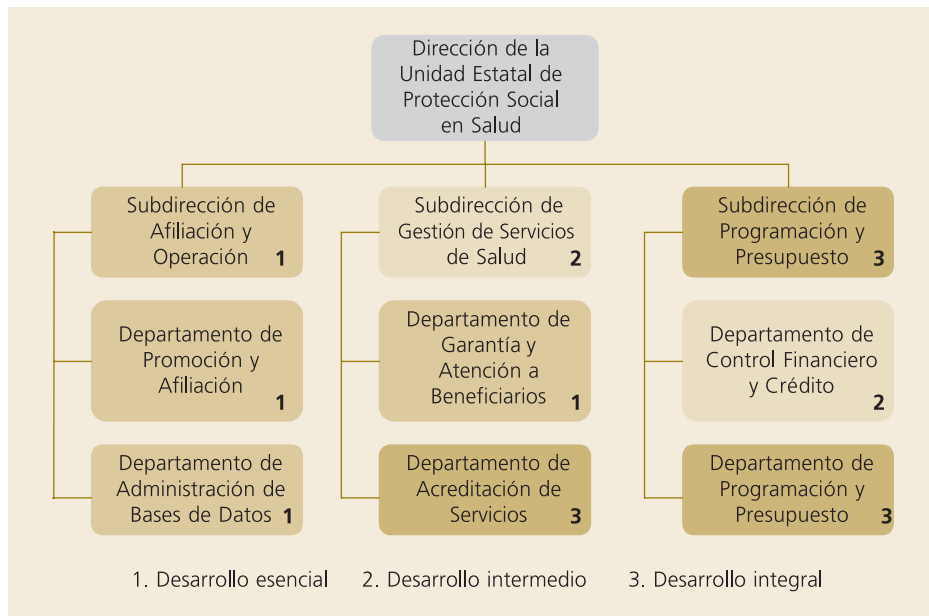 Dirección de la
Unidad Estatal de
Protección Social
en Salud
Subdirección de
Afiliación y
Operación 1
Subdirección de
Gestión de Servicios
de Salud 2
Subdirección de
Programación y
Presupuesto 3
Departamento de
Promoción y
Afiliación 1
Departamento de
Garantía y
Atención a
Beneficiarios 1
Departamento de
Control Financiero
y Crédito 2
Departamento de
Administración de
Bases de Datos 1
Departamento de
Acreditación de
Servicios 3
Departamento de
Programación y
Presupuesto 3
1. Desarrollo esencial 2. Desarrollo intermedio 3. Desarrollo integral